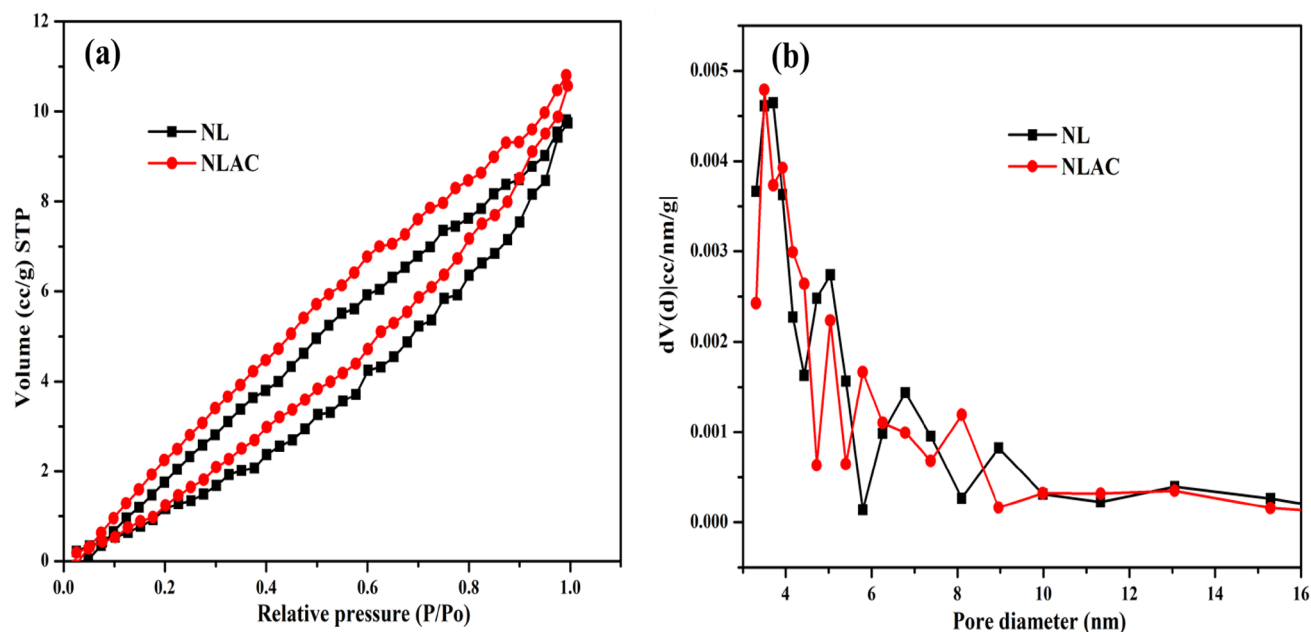 (a)
12
10
8
6
4
2
0
Volume (cc/g) STP
NL
NLAC
0.0 0.2 0.4 0.6 0.8 1.0
Relative pressure (P/Po)
(b)
0.005
0.004
0.003
0.002
0.001
0.000
dV(d)|cc/nm/g|
NL
NLAC
4 6 8 10 12 14 16
Pore diameter (nm)